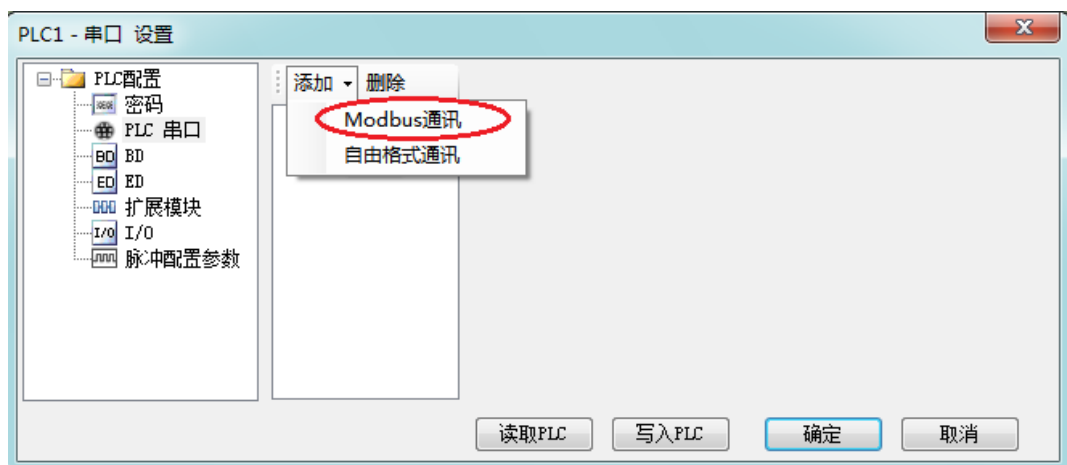 PLC1 - 串口 设置
X
PLC配置
密码
PLC 串口
BD BD
ED ED
扩展模块
I/O I/O
脉冲配置参数
添加 删除
Modbus通讯
自由格式通讯
读取PLC 写入PLC 确定 取消